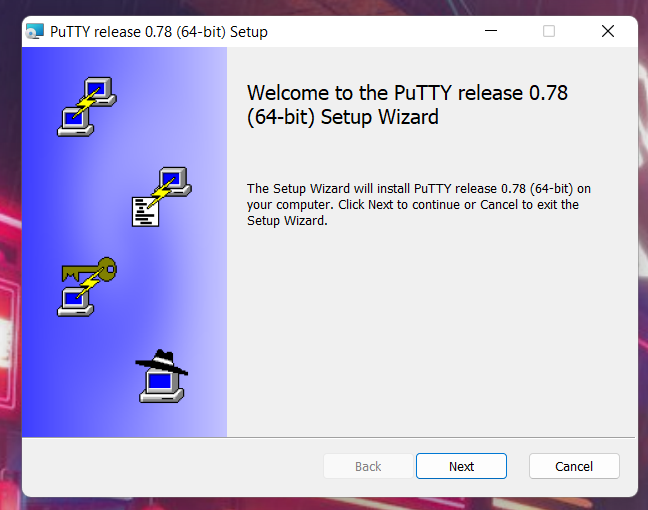 PuTTY release 0.78 (64-bit) Setup
Welcome to the PuTTY release 0.78
(64-bit) Setup Wizard
The Setup Wizard will install PuTTY release 0.78 (64-bit) on
your computer. Click Next to continue or Cancel to exit the
Setup Wizard.
Back
Next
Cancel